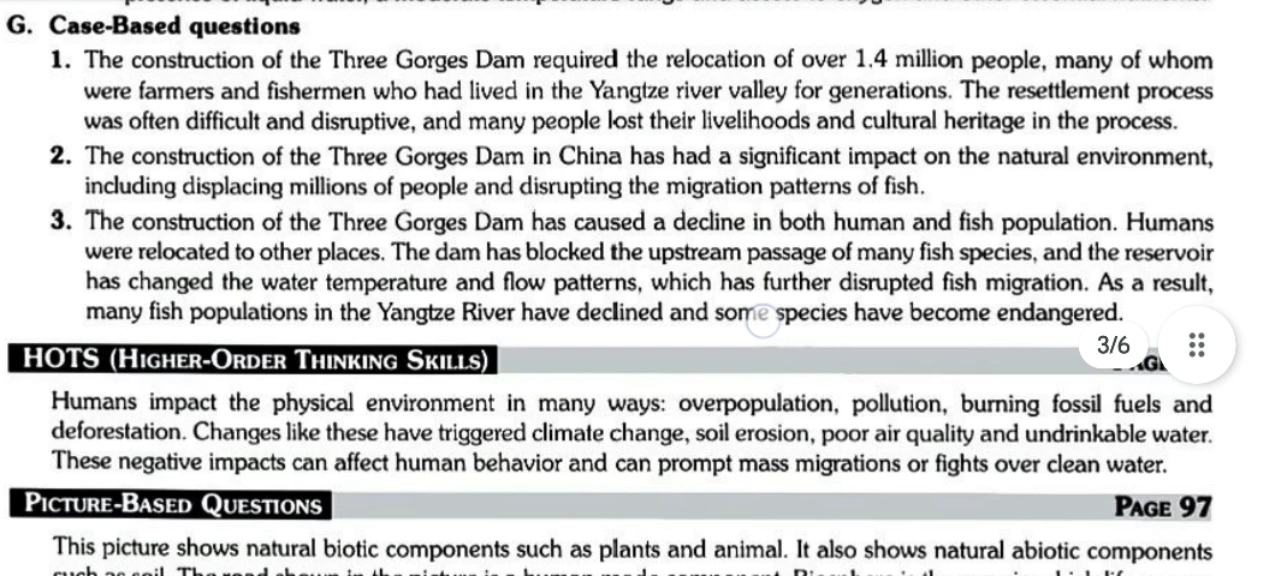 G. Case-Based questions
1. The construction of the Three Gorges Dam required the relocation of over 1.4 million people, many of whom
were farmers and fishermen who had lived in the Yangtze river valley for generations. The resettlement process
was often difficult and disruptive, and many people lost their livelihoods and cultural heritage in the process.
2. The construction of the Three Gorges Dam in China has had a significant impact on the natural environment,
including displacing millions of people and disrupting the migration patterns of fish.
3. The construction of the Three Gorges Dam has caused a decline in both human and fish population. Humans
were relocated to other places. The dam has blocked the upstream passage of many fish species, and the reservoir
has changed the water temperature and flow patterns, which has further disrupted fish migration. As a result,
many fish populations in the Yangtze River have declined and some species have become endangered.
3/6
HOTS (HIGHER-ORDER THINKING SKILLS)
Humans impact the physical environment in many ways: overpopulation, pollution, burning fossil fuels and
deforestation. Changes like these have triggered climate change, soil erosion, poor air quality and undrinkable water.
These negative impacts can affect human behavior and can prompt mass migrations or fights over clean water.
PICTURE-BASED QUESTIONS PAGE 97
This picture shows natural biotic components such as plants and animal. It also shows natural abiotic components